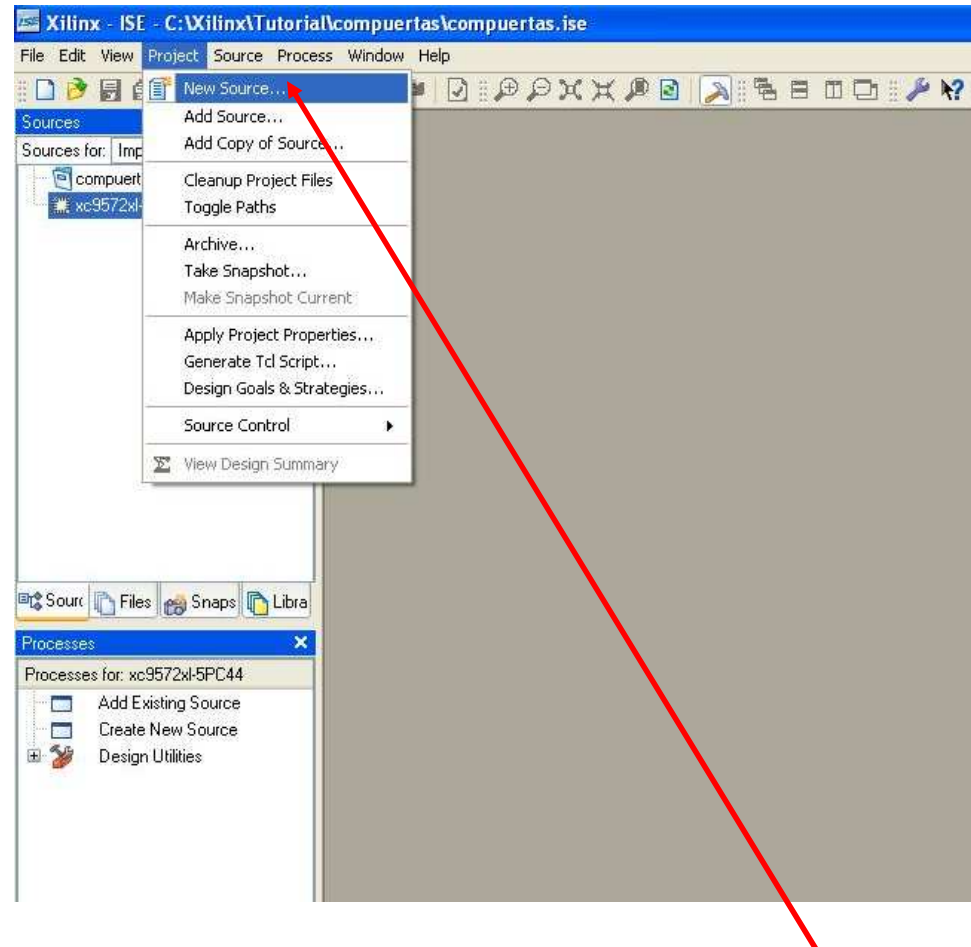 Xilinx - ISE - C:\Xilinx\Tutorial\compuertas\compuertas.ise
File Edit View Project Source Process Window Help
New Source...
Sources
Add Source...
Sources for: Imp
Add Copy of Source...
compuert
Cleanup Project Files
xc9572xl-
Toggle Paths
Archive...
Take Snapshot...
Make Snapshot Current
Apply Project Properties...
Generate Tcl Script...
Design Goals & Strategies...
Source Control
View Design Summary
Sourc Files Snaps Libra
Processes
Processes for: xc9572xl-5PC44
Add Existing Source
Create New Source
Design Utilities